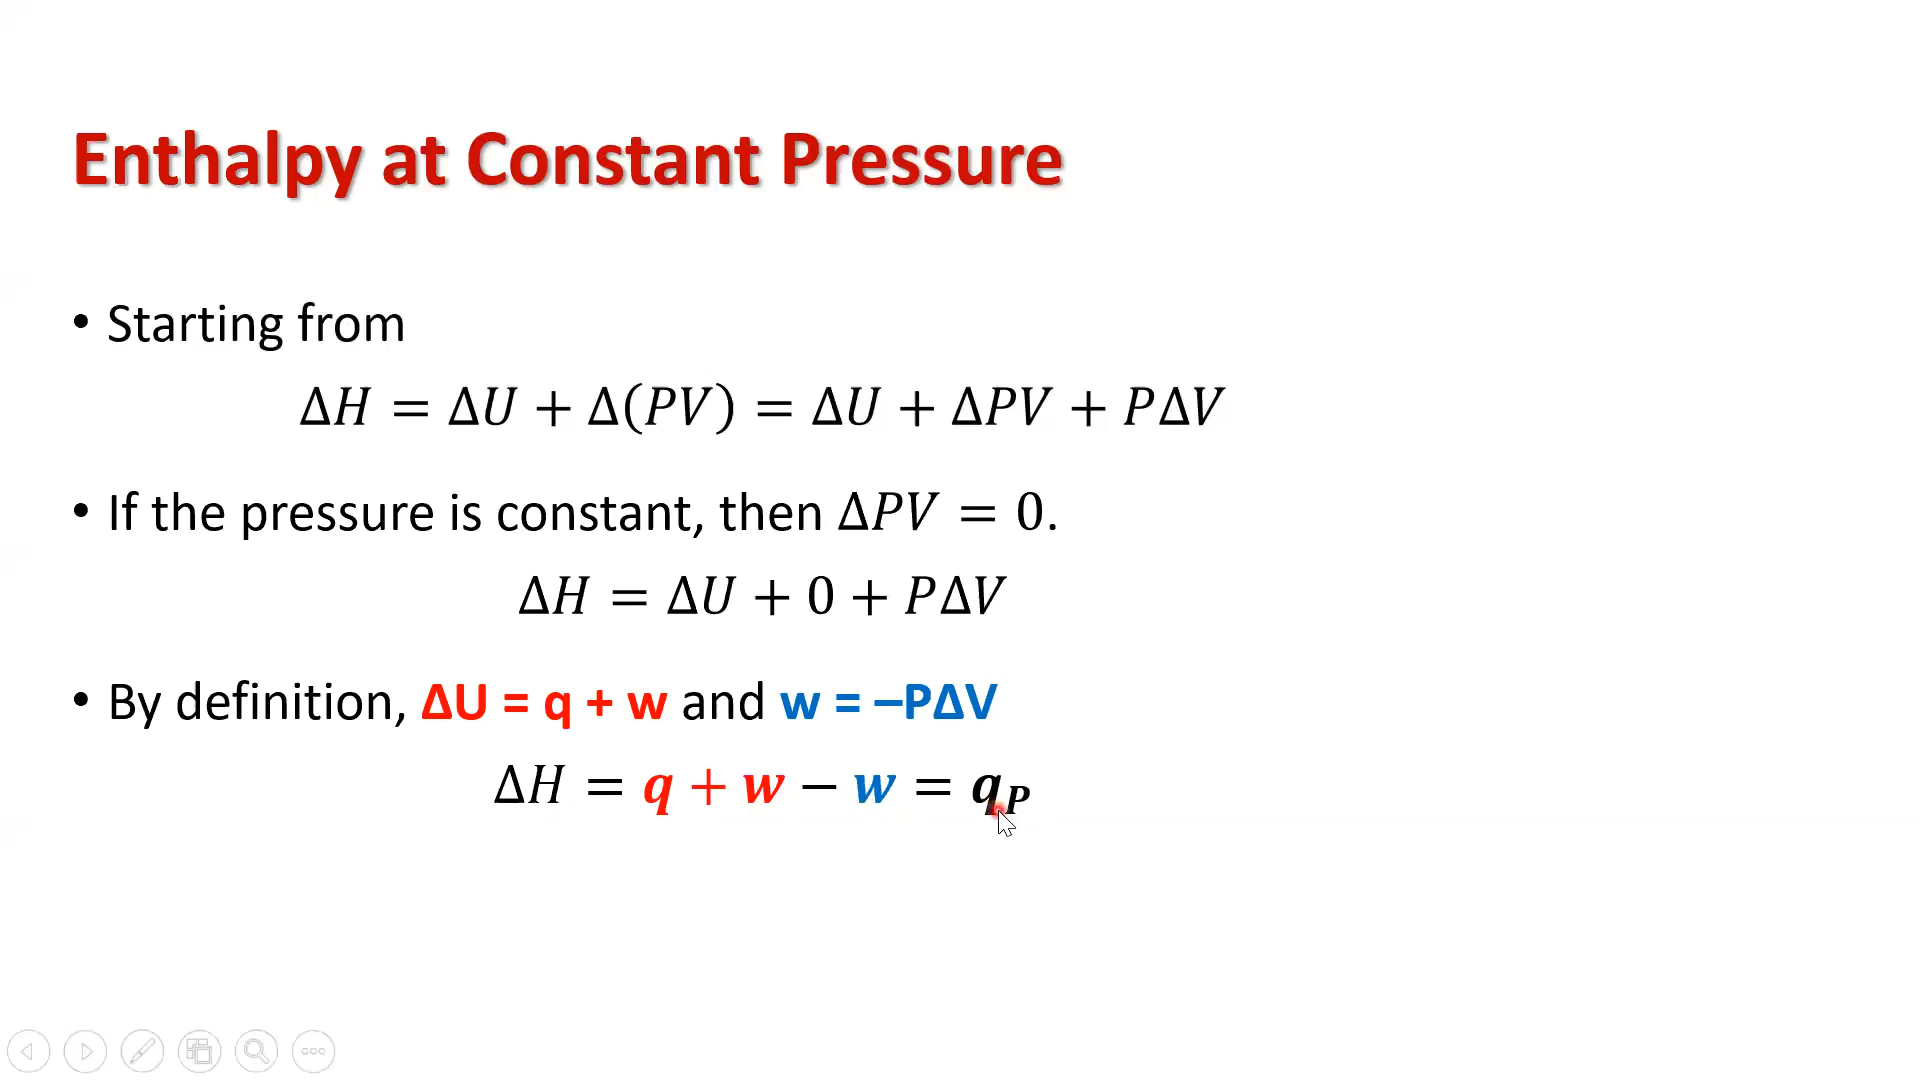 Enthalpy at Constant Pressure
• Starting from
Δ𝐻 = Δ𝑈 + Δ(𝑃𝑉) = Δ𝑈 + Δ𝑃𝑉 + 𝑃Δ𝑉
• If the pressure is constant, then Δ𝑃𝑉 = 0.
Δ𝐻 = Δ𝑈 + 0 + 𝑃Δ𝑉
• By definition, ΔU = q + w and w = –PΔV
Δ𝐻 = 𝒒 + 𝒘 − 𝒘 = 𝒒_𝑷